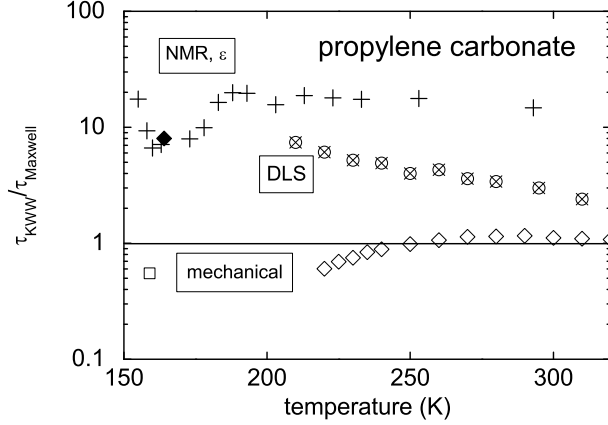 100
propylene carbonate
NMR, ε
10
DLS
τKWW/τMaxwell
1
mechanical
0.1
150 200 250 300
temperature (K)